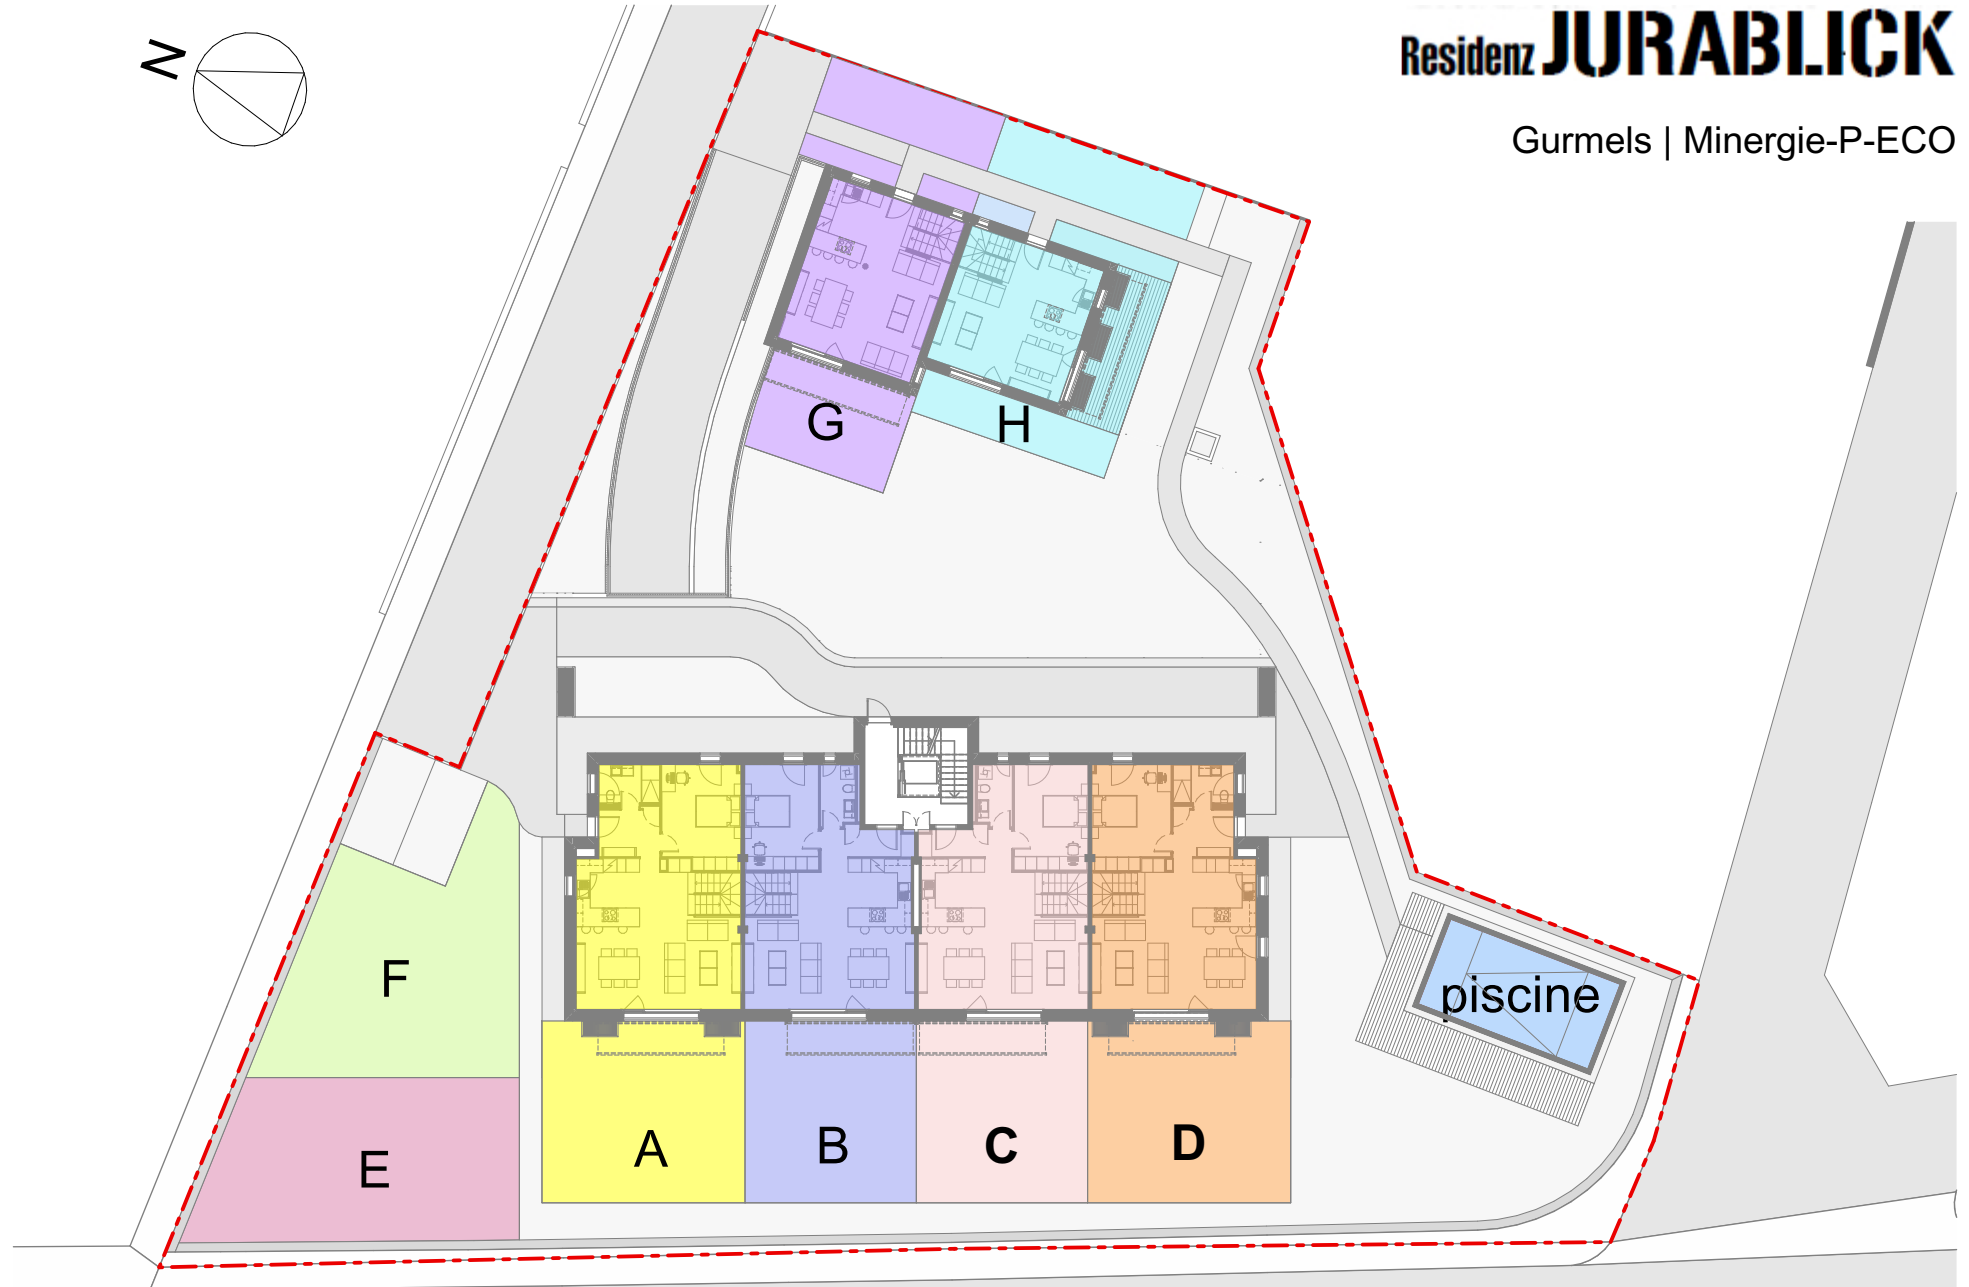 N
Residenz JURABLICK
Gurmels | Minergie-P-ECO
G
H
F
piscine
E
A
B
C
D